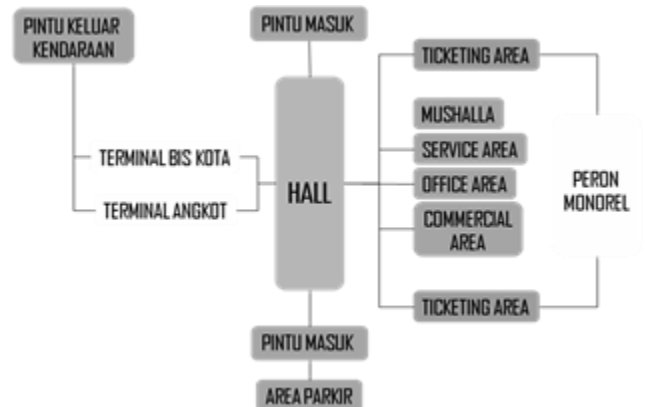 PINTU KELUAR
KENDARAAN
PINTU MASUK
TICKETING AREA
MUSHALLA
TERMINAL BIS KOTA
SERVICE AREA
HALL
OFFICE AREA
PERON
MONOREL
TERMINAL ANGKOT
COMMERCIAL
AREA
TICKETING AREA
PINTU MASUK
AREA PARKIR